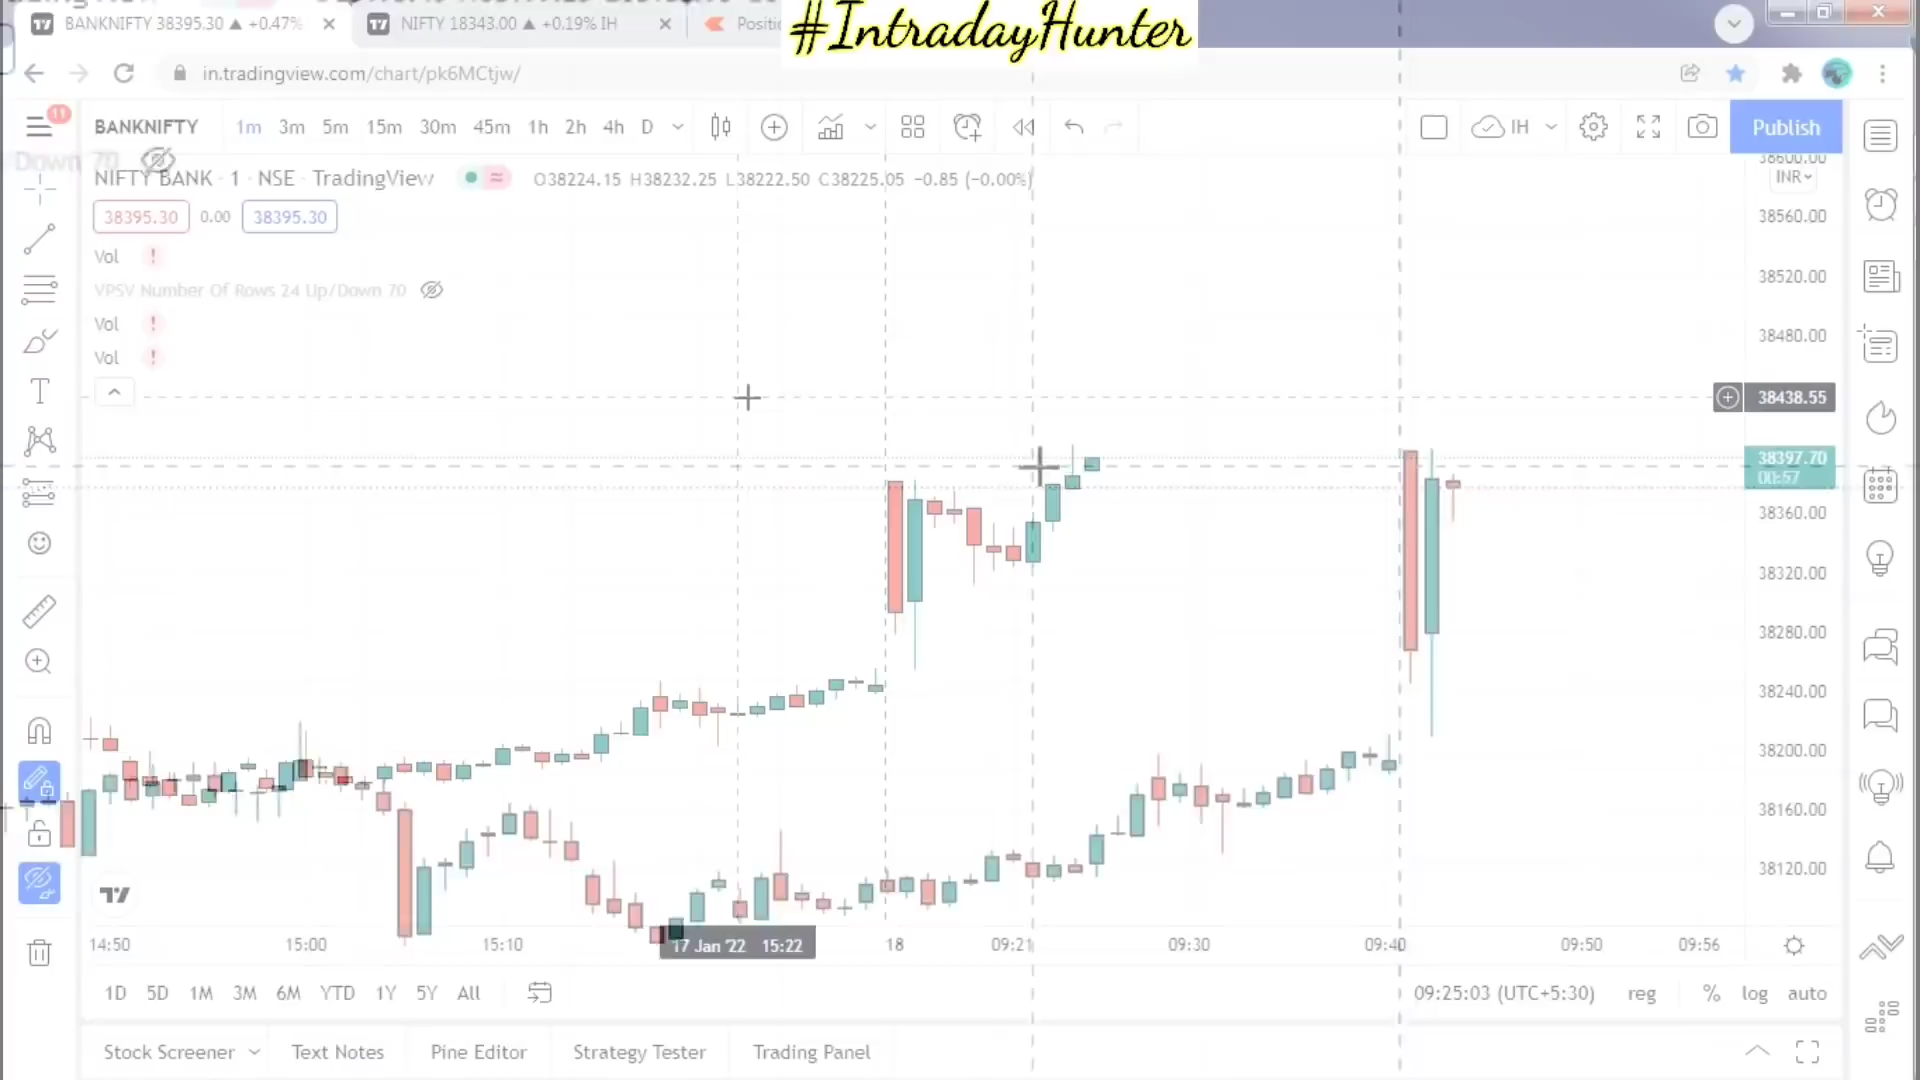 #IntradayHunter
BANKNIFTY 38395.30 ▲ +0.47%
NIFTY 18343.00 ▲ +0.19% IH
Positi
in.tradingview.com/chart/pk6MCtjw/
11
BANKNIFTY
1m 3m 5m 15m 30m 45m 1h 2h 4h D
IH
Publish
Down 70
NIFTY BANK · 1 · NSE · TradingView
O38224.15 H38232.25 L38222.50 C38225.05 −0.85 (−0.00%)
38395.30 0.00 38395.30
Vol !
VPSV Number Of Rows 24 Up/Down 70
Vol !
Vol !
38600.00
INR
38560.00
38520.00
38480.00
38438.55
38397.70
00:57
38360.00
38320.00
38280.00
38240.00
38200.00
38160.00
38120.00
14:50 15:00 15:10 17 Jan '22 15:22 18 09:21 09:30 09:40 09:50 09:56
1D 5D 1M 3M 6M YTD 1Y 5Y All
09:25:03 (UTC+5:30) reg % log auto
Stock Screener Text Notes Pine Editor Strategy Tester Trading Panel